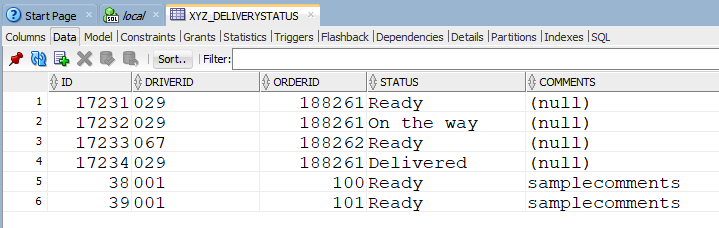 Start Page local XYZ_DELIVERYSTATUS
Columns Data Model Constraints Grants Statistics Triggers Flashback Dependencies Details Partitions Indexes SQL
Sort.. Filter:
ID DRIVERID ORDERID STATUS COMMENTS
1 17231 029 188261 Ready (null)
2 17232 029 188261 On the way (null)
3 17233 067 188262 Ready (null)
4 17234 029 188261 Delivered (null)
5 38 001 100 Ready samplecomments
6 39 001 101 Ready samplecomments